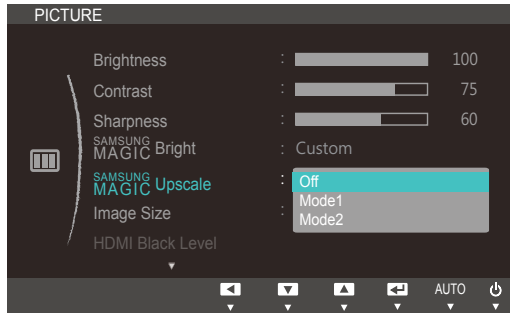 PICTURE
Brightness : 100
Contrast : 75
Sharpness : 60
SAMSUNG
MAGIC Bright : Custom
SAMSUNG
MAGIC Upscale : Off
Mode1
Mode2
Image Size :
HDMI Black Level
AUTO